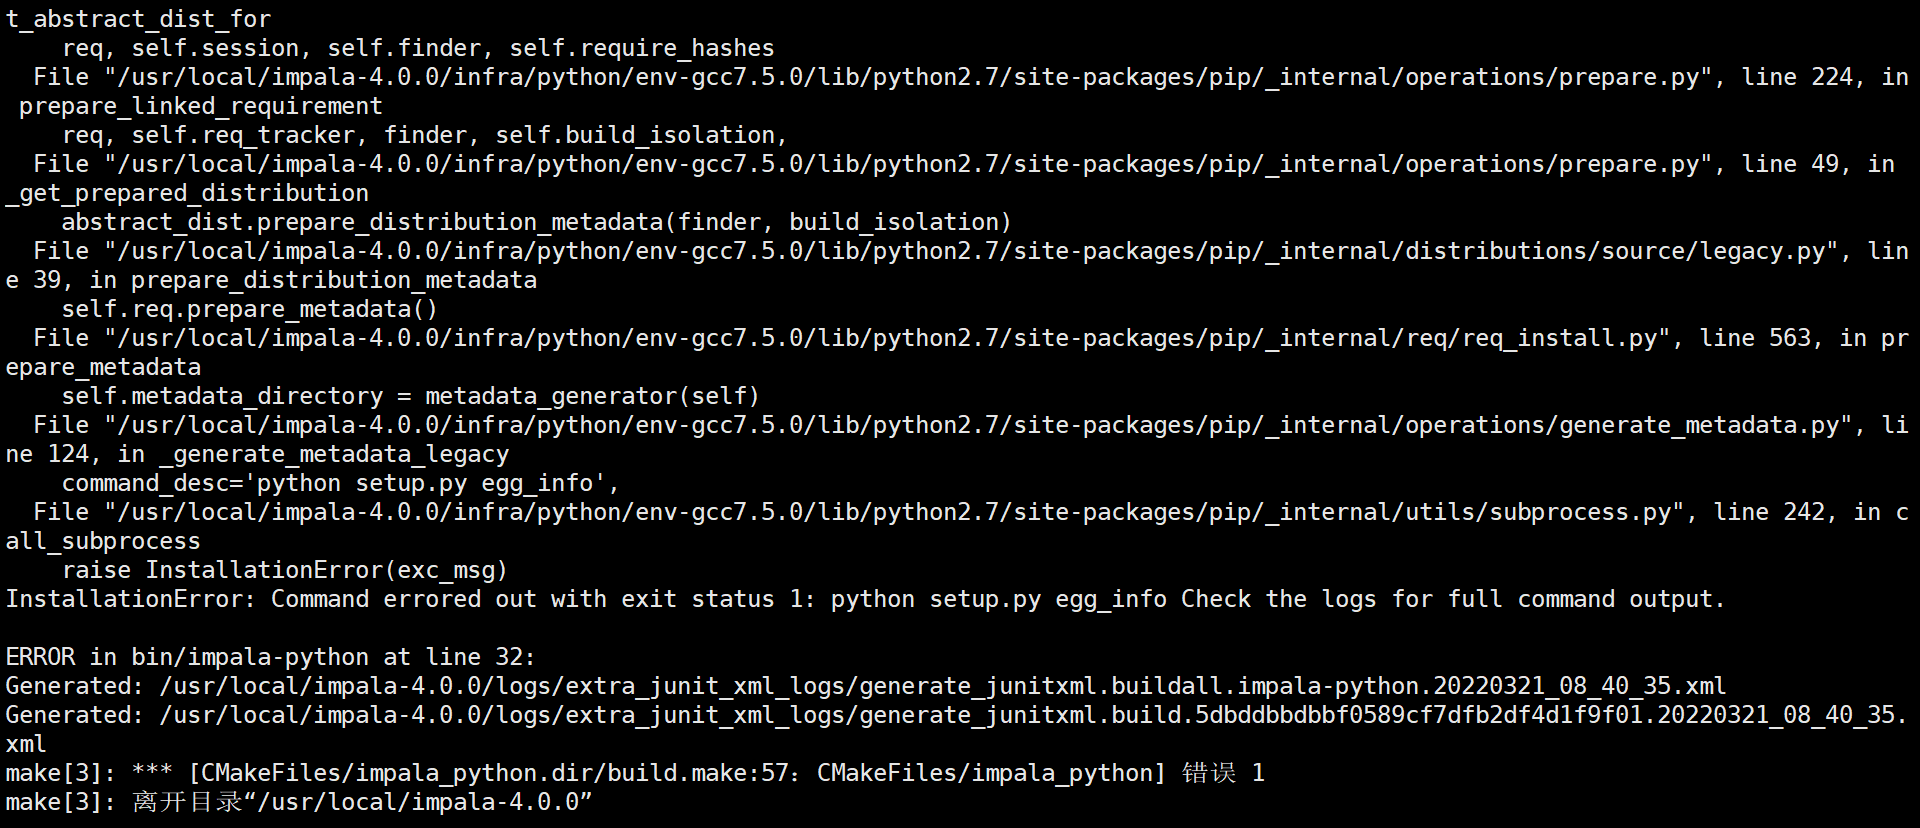 t_abstract_dist_for
    req, self.session, self.finder, self.require_hashes
  File "/usr/local/impala-4.0.0/infra/python/env-gcc7.5.0/lib/python2.7/site-packages/pip/_internal/operations/prepare.py", line 224, in
 prepare_linked_requirement
    req, self.req_tracker, finder, self.build_isolation,
  File "/usr/local/impala-4.0.0/infra/python/env-gcc7.5.0/lib/python2.7/site-packages/pip/_internal/operations/prepare.py", line 49, in
_get_prepared_distribution
    abstract_dist.prepare_distribution_metadata(finder, build_isolation)
  File "/usr/local/impala-4.0.0/infra/python/env-gcc7.5.0/lib/python2.7/site-packages/pip/_internal/distributions/source/legacy.py", lin
e 39, in prepare_distribution_metadata
    self.req.prepare_metadata()
  File "/usr/local/impala-4.0.0/infra/python/env-gcc7.5.0/lib/python2.7/site-packages/pip/_internal/req/req_install.py", line 563, in pr
epare_metadata
    self.metadata_directory = metadata_generator(self)
  File "/usr/local/impala-4.0.0/infra/python/env-gcc7.5.0/lib/python2.7/site-packages/pip/_internal/operations/generate_metadata.py", li
ne 124, in _generate_metadata_legacy
    command_desc='python setup.py egg_info',
  File "/usr/local/impala-4.0.0/infra/python/env-gcc7.5.0/lib/python2.7/site-packages/pip/_internal/utils/subprocess.py", line 242, in c
all_subprocess
    raise InstallationError(exc_msg)
InstallationError: Command errored out with exit status 1: python setup.py egg_info Check the logs for full command output.

ERROR in bin/impala-python at line 32:
Generated: /usr/local/impala-4.0.0/logs/extra_junit_xml_logs/generate_junitxml.buildall.impala-python.20220321_08_40_35.xml
Generated: /usr/local/impala-4.0.0/logs/extra_junit_xml_logs/generate_junitxml.build.5dbddbbdbbf0589cf7dfb2df4d1f9f01.20220321_08_40_35.
xml
make[3]: *** [CMakeFiles/impala_python.dir/build.make:57：CMakeFiles/impala_python] 错误 1
make[3]: 离开目录“/usr/local/impala-4.0.0”